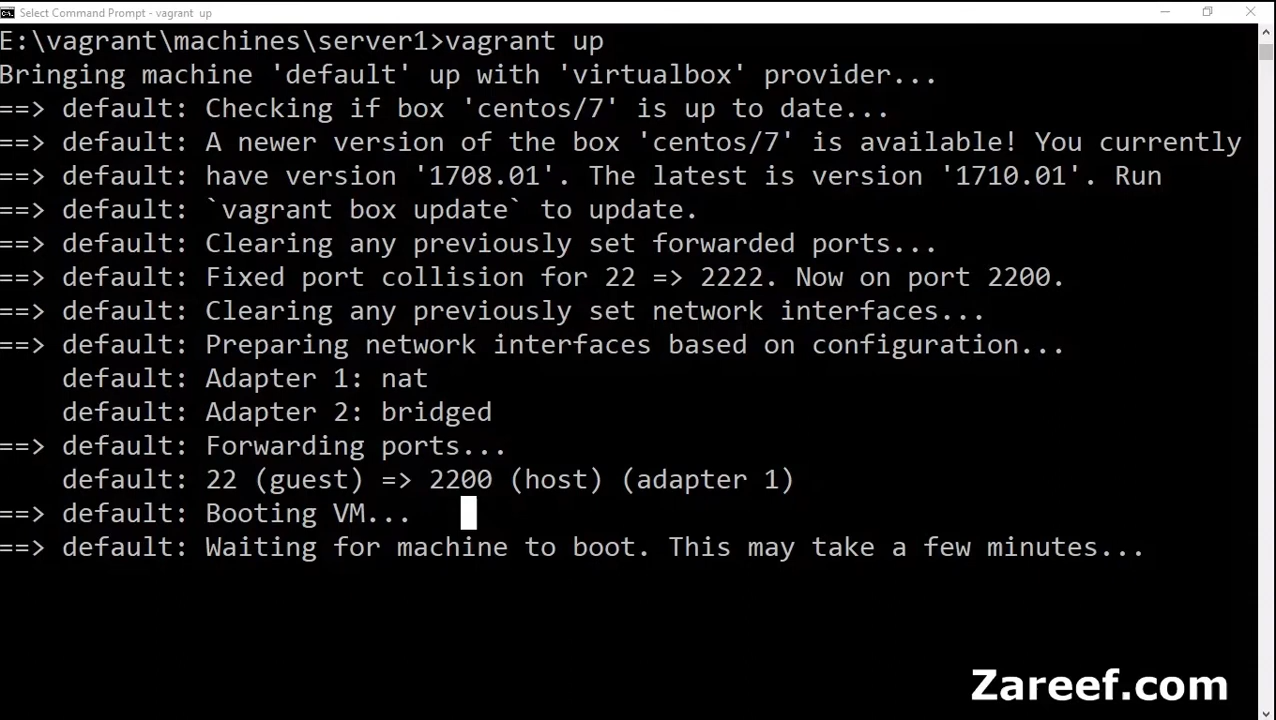 Select Command Prompt - vagrant up
E:\vagrant\machines\server1>vagrant up
Bringing machine 'default' up with 'virtualbox' provider...
==> default: Checking if box 'centos/7' is up to date...
==> default: A newer version of the box 'centos/7' is available! You currently
==> default: have version '1708.01'. The latest is version '1710.01'. Run
==> default: `vagrant box update` to update.
==> default: Clearing any previously set forwarded ports...
==> default: Fixed port collision for 22 => 2222. Now on port 2200.
==> default: Clearing any previously set network interfaces...
==> default: Preparing network interfaces based on configuration...
    default: Adapter 1: nat
    default: Adapter 2: bridged
==> default: Forwarding ports...
    default: 22 (guest) => 2200 (host) (adapter 1)
==> default: Booting VM...
==> default: Waiting for machine to boot. This may take a few minutes...
Zareef.com